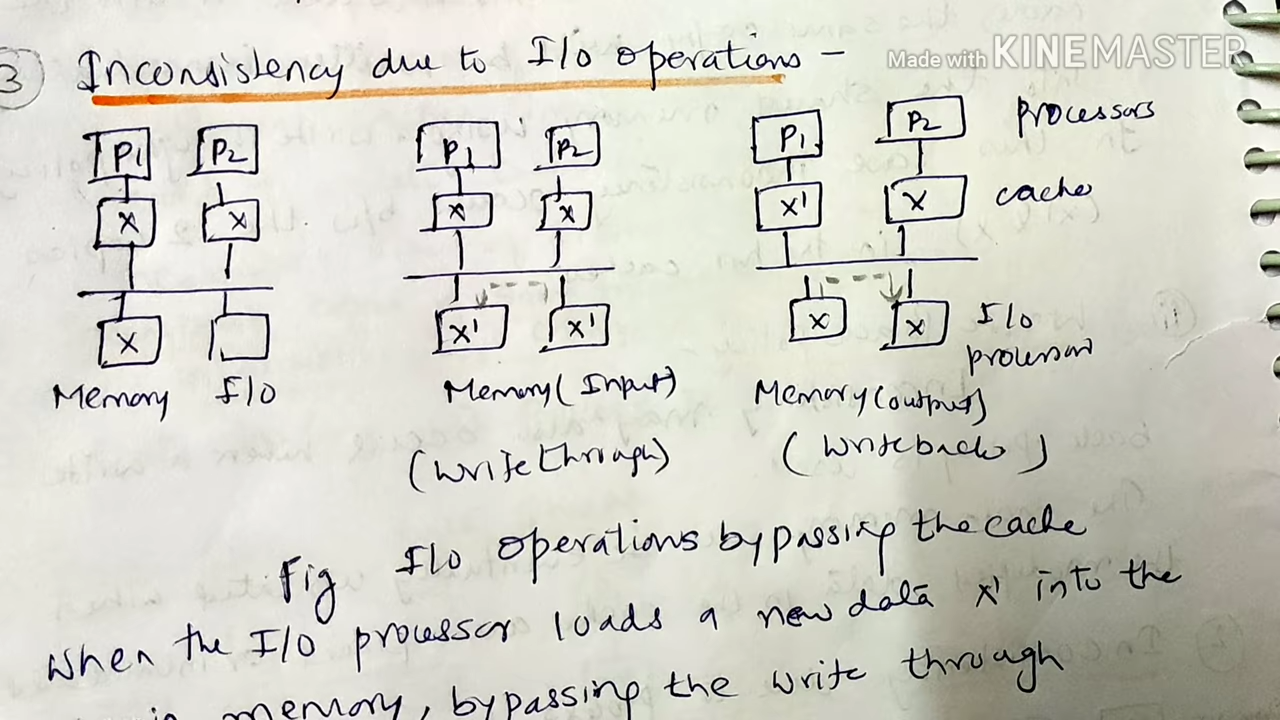 3 Inconsistency due to I/o operations -
Made with KINEMASTER
P1 P2 P1 P2 P1 P2 processors
X X X X X' X cache
X X' X' X X I/o processor
Memory I/o Memory (Input) Memory (output)
(write through) (write back)
Fig I/o operations bypassing the cache
when the I/o processor loads a new data X' into the
memory, bypassing the write through